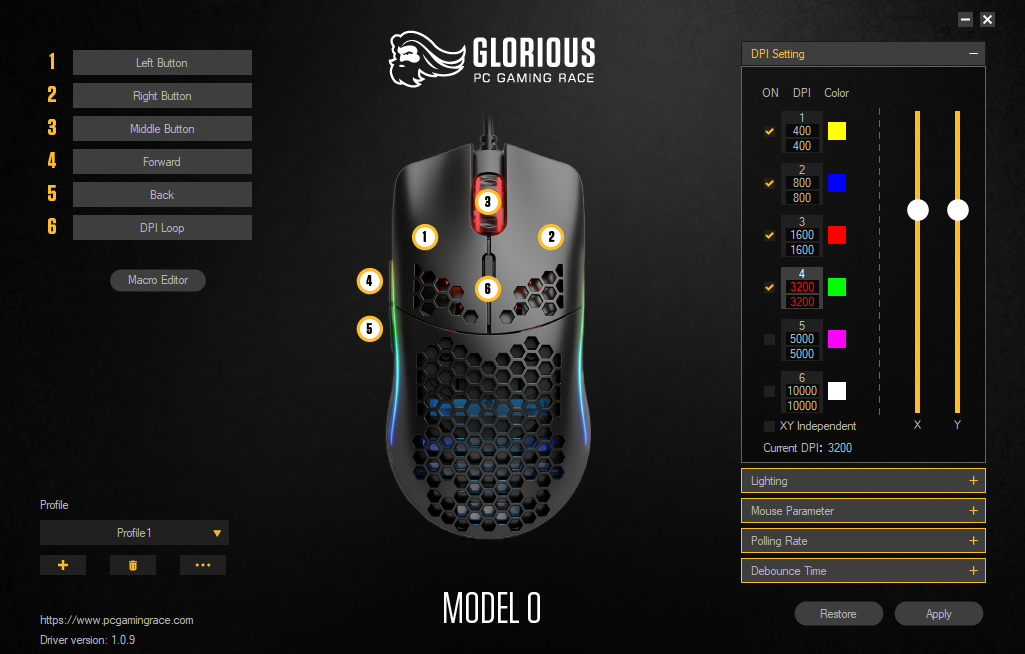 GLORIOUS
PC GAMING RACE
1 Left Button
2 Right Button
3 Middle Button
4 Forward
5 Back
6 DPI Loop
Macro Editor
1
2
3
4
5
6
DPI Setting
ON DPI Color
1
400
400
2
800
800
3
1600
1600
4
3200
3200
5
5000
5000
6
10000
10000
XY Independent
X Y
Current DPI: 3200
Lighting
Mouse Parameter
Polling Rate
Debounce Time
Restore Apply
Profile
Profile1
MODEL O
https://www.pcgamingrace.com
Driver version: 1.0.9